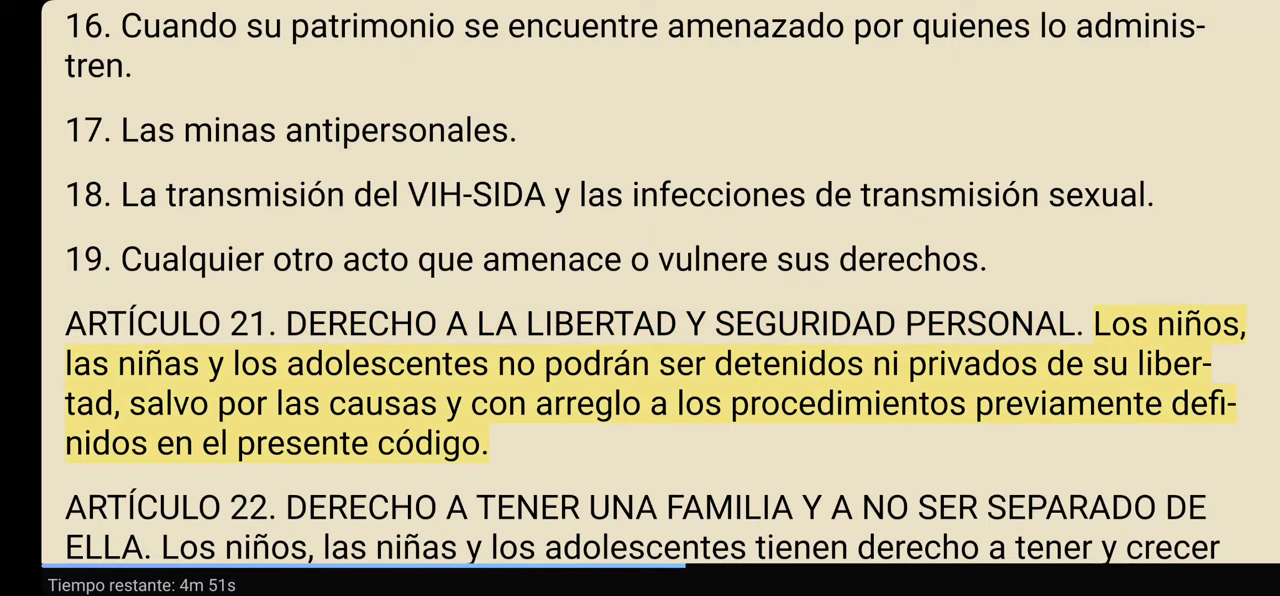 16. Cuando su patrimonio se encuentre amenazado por quienes lo adminis-
tren.
17. Las minas antipersonales.
18. La transmisión del VIH-SIDA y las infecciones de transmisión sexual.
19. Cualquier otro acto que amenace o vulnere sus derechos.
ARTÍCULO 21. DERECHO A LA LIBERTAD Y SEGURIDAD PERSONAL. Los niños,
las niñas y los adolescentes no podrán ser detenidos ni privados de su liber-
tad, salvo por las causas y con arreglo a los procedimientos previamente defi-
nidos en el presente código.
ARTÍCULO 22. DERECHO A TENER UNA FAMILIA Y A NO SER SEPARADO DE
ELLA. Los niños, las niñas y los adolescentes tienen derecho a tener y crecer
Tiempo restante: 4m 51s